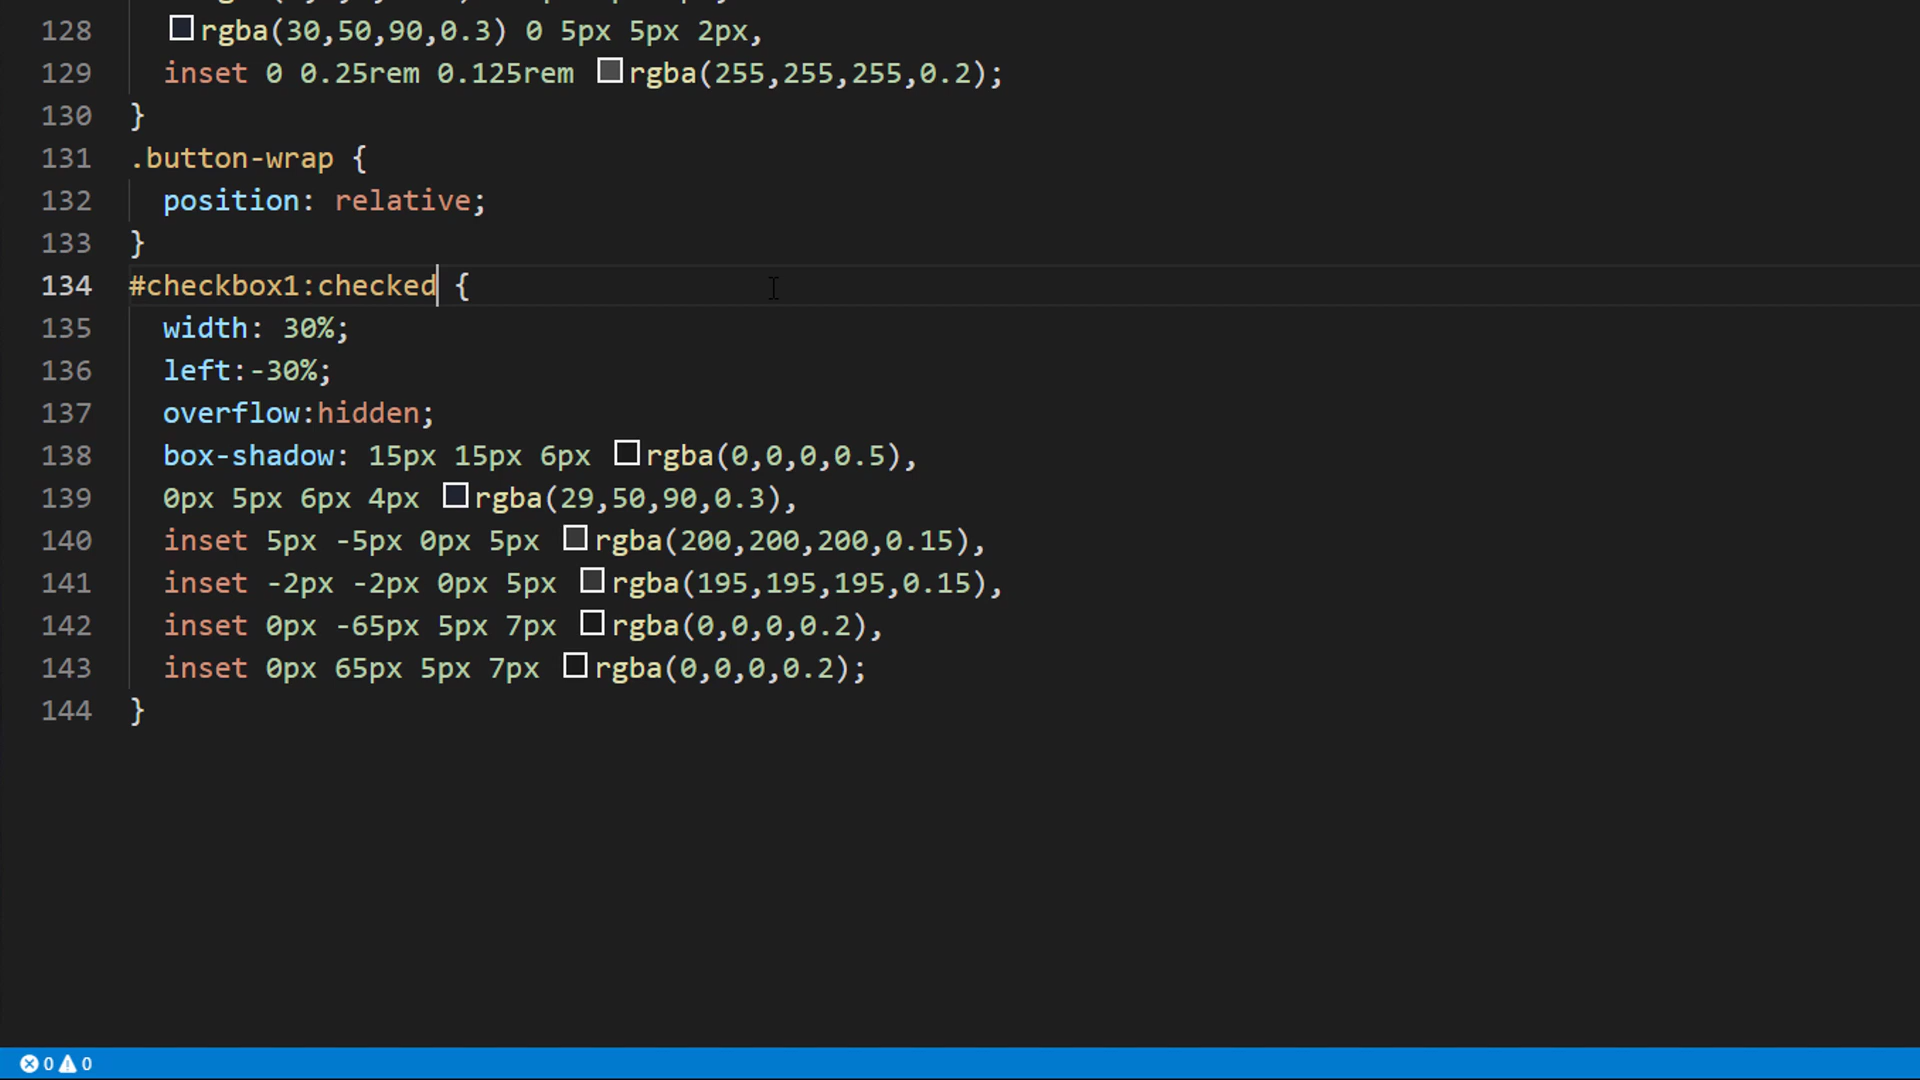 128 rgba(30,50,90,0.3) 0 5px 5px 2px,
129 inset 0 0.25rem 0.125rem rgba(255,255,255,0.2);
130 }
131 .button-wrap {
132 position: relative;
133 }
134 #checkbox1:checked {
135 width: 30%;
136 left:-30%;
137 overflow:hidden;
138 box-shadow: 15px 15px 6px rgba(0,0,0,0.5),
139 0px 5px 6px 4px rgba(29,50,90,0.3),
140 inset 5px -5px 0px 5px rgba(200,200,200,0.15),
141 inset -2px -2px 0px 5px rgba(195,195,195,0.15),
142 inset 0px -65px 5px 7px rgba(0,0,0,0.2),
143 inset 0px 65px 5px 7px rgba(0,0,0,0.2);
144 }
0 0